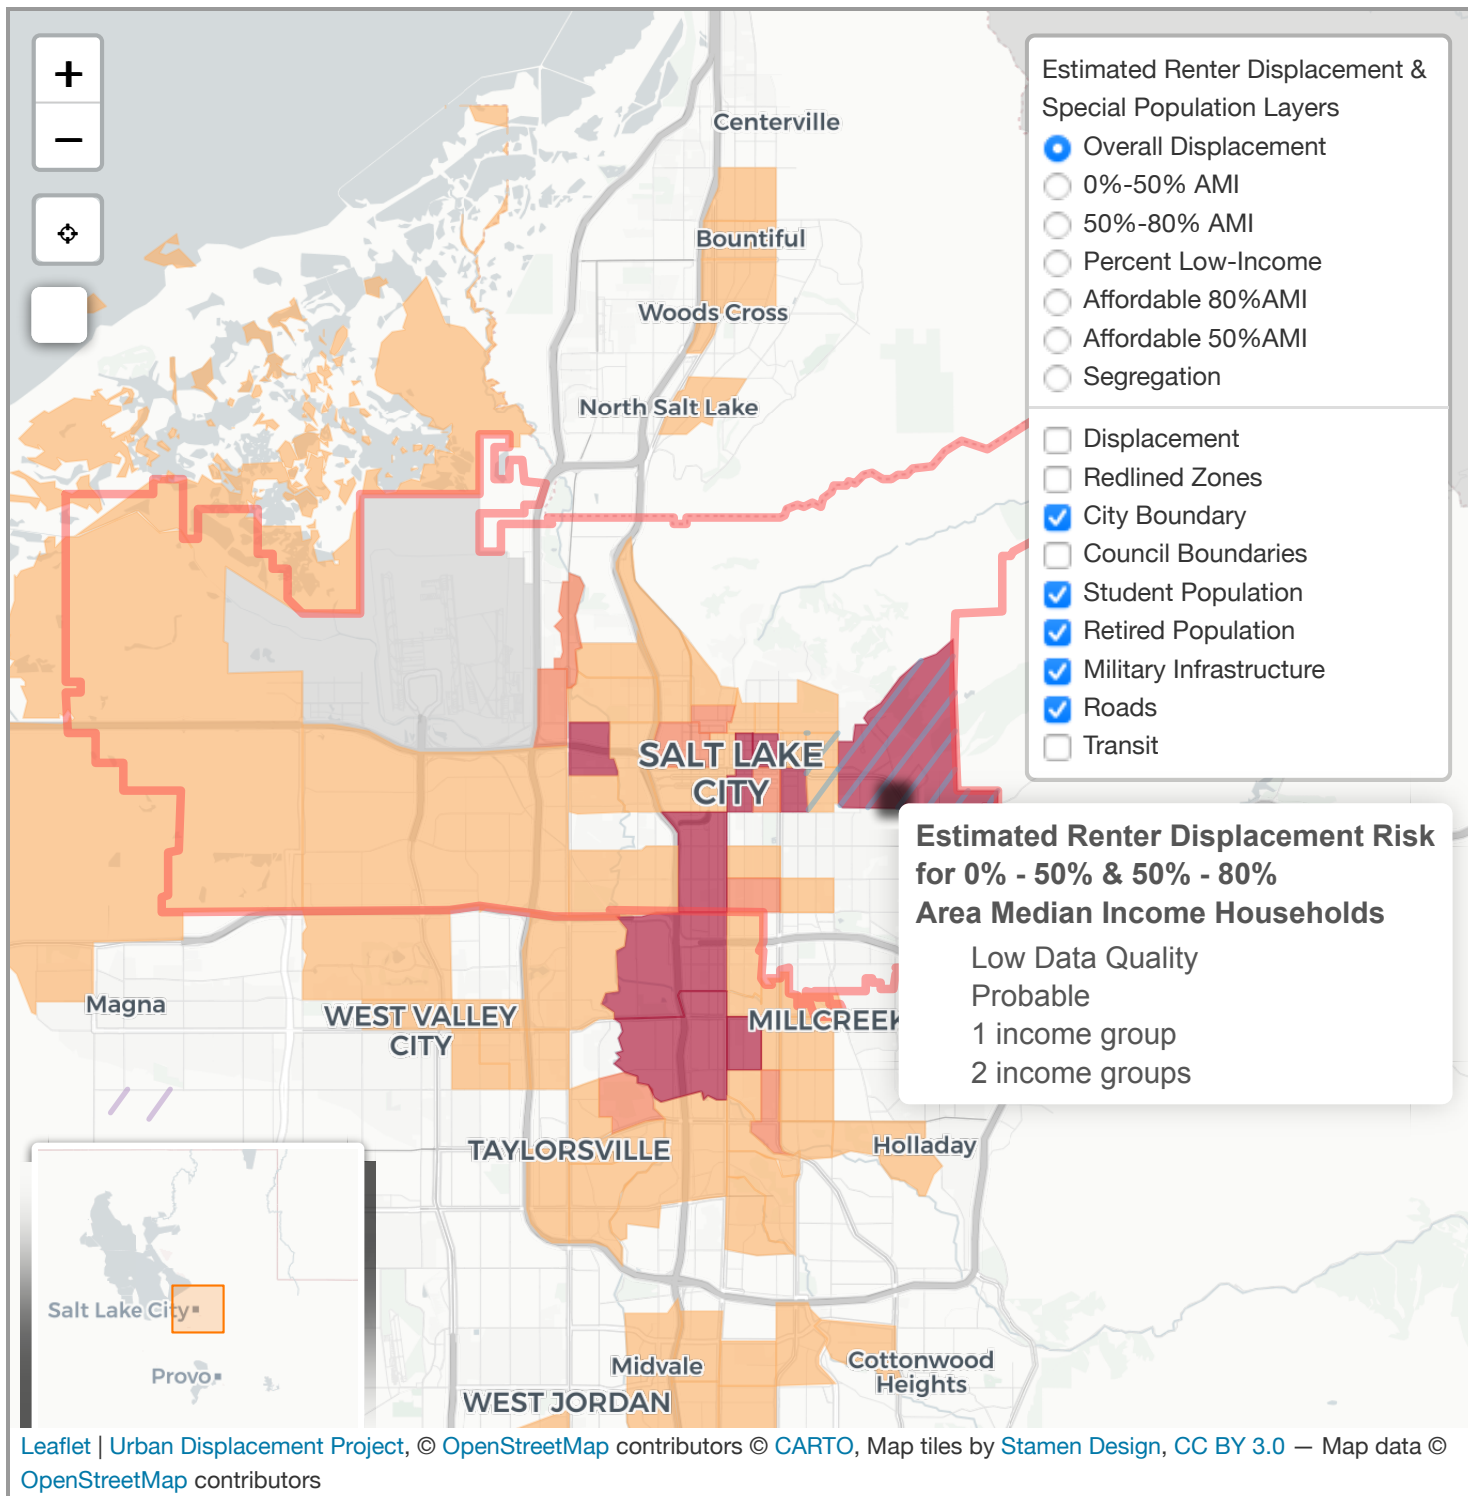 +
−
Centerville
Bountiful
Woods Cross
North Salt Lake
SALT LAKE
CITY
Magna
WEST VALLEY
CITY
MILLCREEK
TAYLORSVILLE
Holladay
Midvale
Cottonwood
Heights
WEST JORDAN
Estimated Renter Displacement &
Special Population Layers
Overall Displacement
0%-50% AMI
50%-80% AMI
Percent Low-Income
Affordable 80%AMI
Affordable 50%AMI
Segregation
Displacement
Redlined Zones
City Boundary
Council Boundaries
Student Population
Retired Population
Military Infrastructure
Roads
Transit
Estimated Renter Displacement Risk
for 0% - 50% & 50% - 80%
Area Median Income Households
Low Data Quality
Probable
1 income group
2 income groups
Salt Lake City
Provo
Leaflet | Urban Displacement Project, © OpenStreetMap contributors © CARTO, Map tiles by Stamen Design, CC BY 3.0 — Map data ©
OpenStreetMap contributors